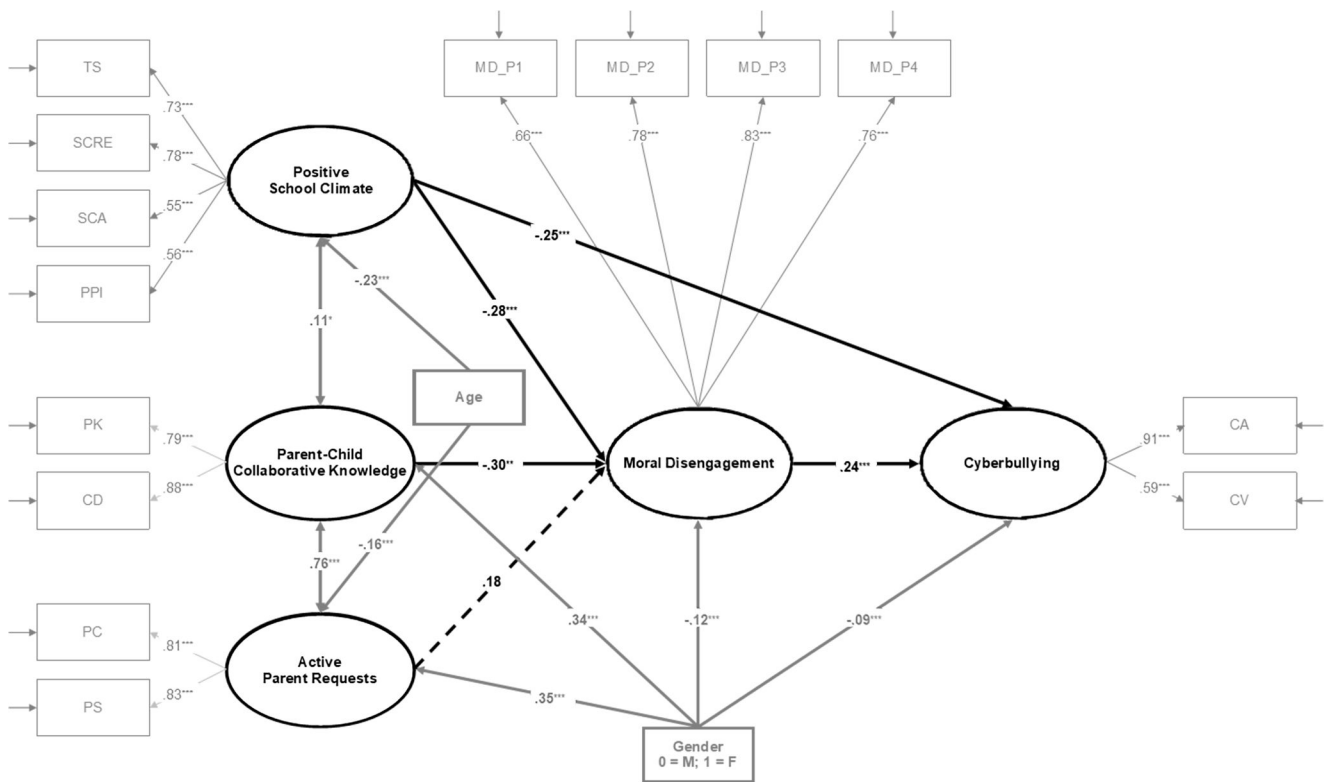 MD_P1
MD_P2
MD_P3
MD_P4
TS
SCRE
SCA
PPI
.73***
.78***
.55***
.56***
.66***
.78***
.83***
.76***
Positive
School Climate
-.25***
-.23***
-.28***
.11*
Age
PK
CD
.79***
.88***
Parent-Child
Collaborative Knowledge
-.30**
Moral Disengagement
.24***
Cyberbullying
.91***
.59***
CA
CV
.76***
-.16***
.18
.34***
-.12***
-.09***
PC
PS
.81***
.83***
Active
Parent Requests
.35***
Gender
0 = M; 1 = F